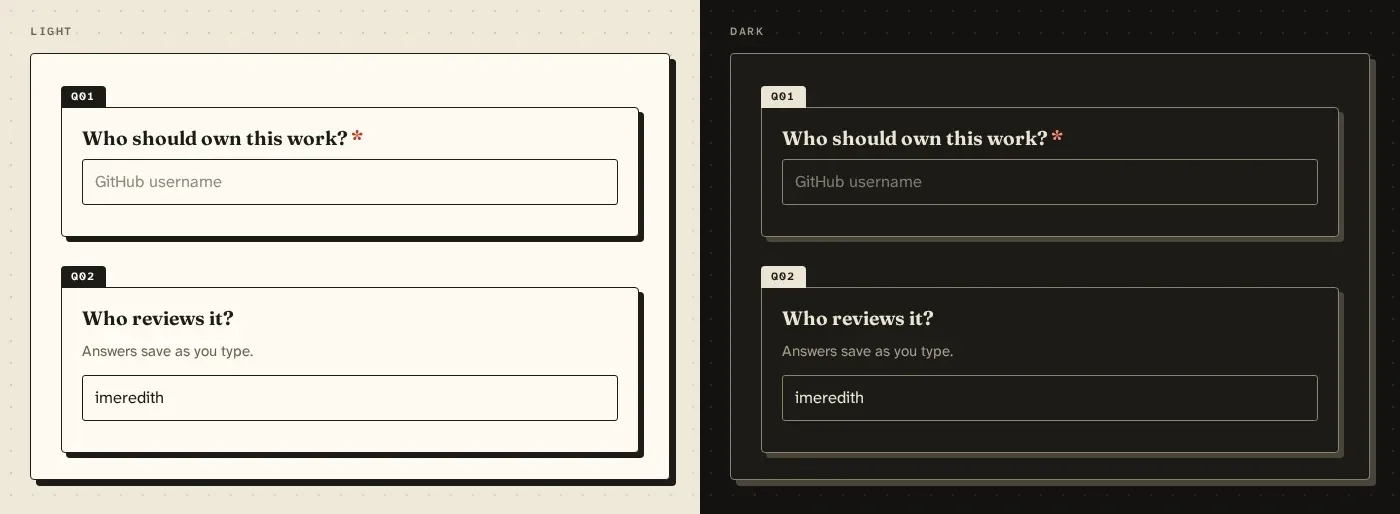 LIGHT
Q01
Who should own this work? *
GitHub username
Q02
Who reviews it?
Answers save as you type.
imeredith
DARK
Q01
Who should own this work? *
GitHub username
Q02
Who reviews it?
Answers save as you type.
imeredith